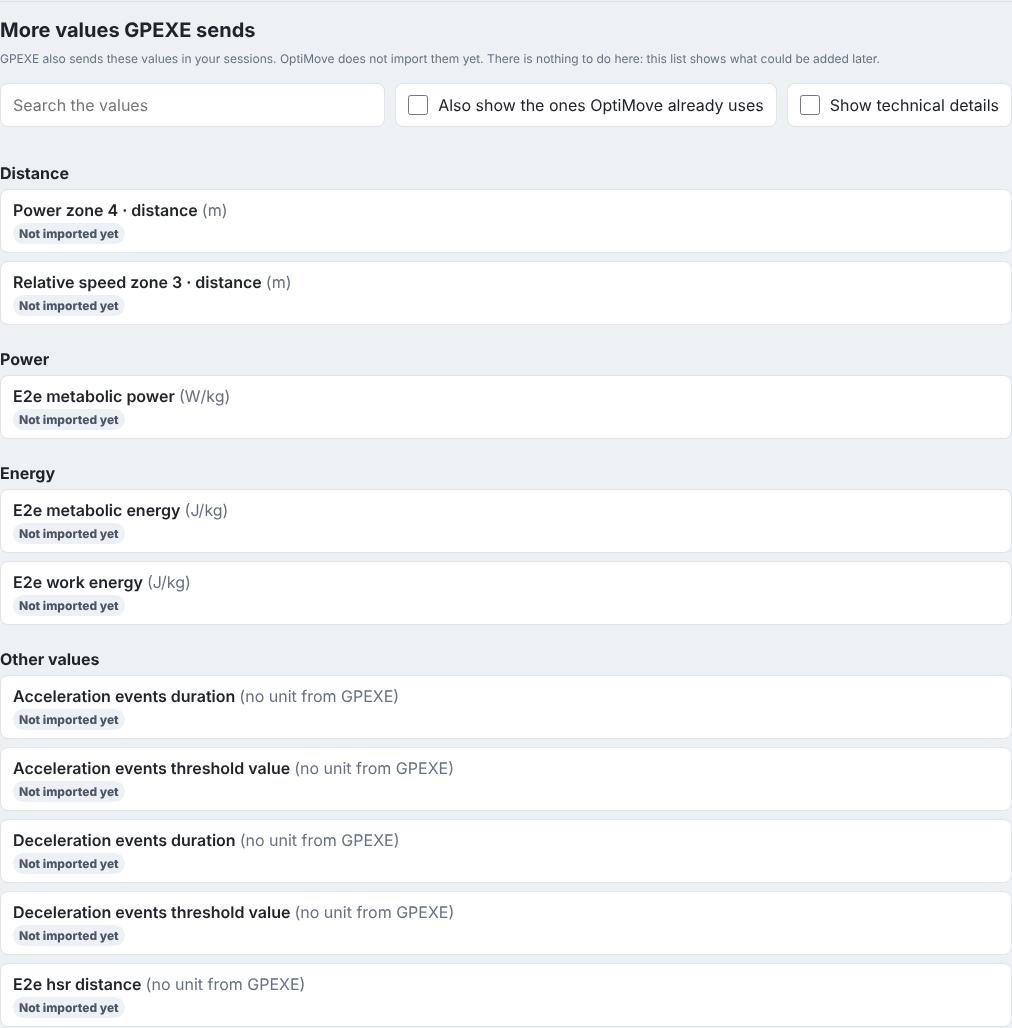 More values GPEXE sends
GPEXE also sends these values in your sessions. OptiMove does not import them yet. There is nothing to do here: this list shows what could be added later.
Search the values
Also show the ones OptiMove already uses
Show technical details
Distance
Power zone 4 · distance (m)
Not imported yet
Relative speed zone 3 · distance (m)
Not imported yet
Power
E2e metabolic power (W/kg)
Not imported yet
Energy
E2e metabolic energy (J/kg)
Not imported yet
E2e work energy (J/kg)
Not imported yet
Other values
Acceleration events duration (no unit from GPEXE)
Not imported yet
Acceleration events threshold value (no unit from GPEXE)
Not imported yet
Deceleration events duration (no unit from GPEXE)
Not imported yet
Deceleration events threshold value (no unit from GPEXE)
Not imported yet
E2e hsr distance (no unit from GPEXE)
Not imported yet